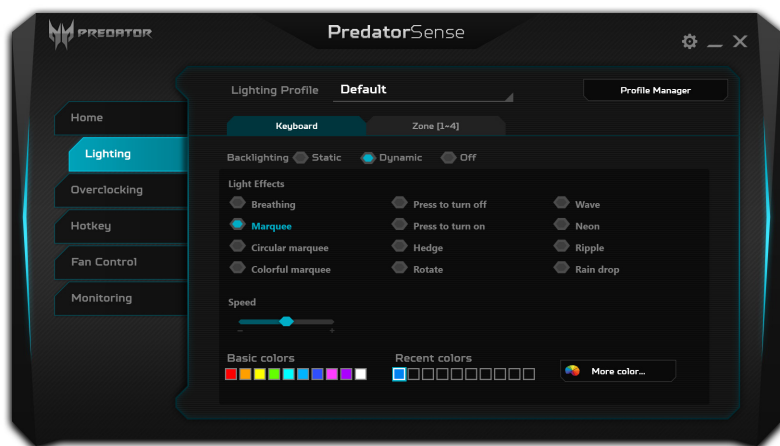 PREDATOR
PredatorSense
Lighting Profile Default Profile Manager
Home
Lighting
Overclocking
Hotkey
Fan Control
Monitoring
Keyboard Zone [1~4]
Backlighting Static Dynamic Off
Light Effects
Breathing Press to turn off Wave
Marquee Press to turn on Neon
Circular marquee Hedge Ripple
Colorful marquee Rotate Rain drop
Speed
- +
Basic colors Recent colors
More color...